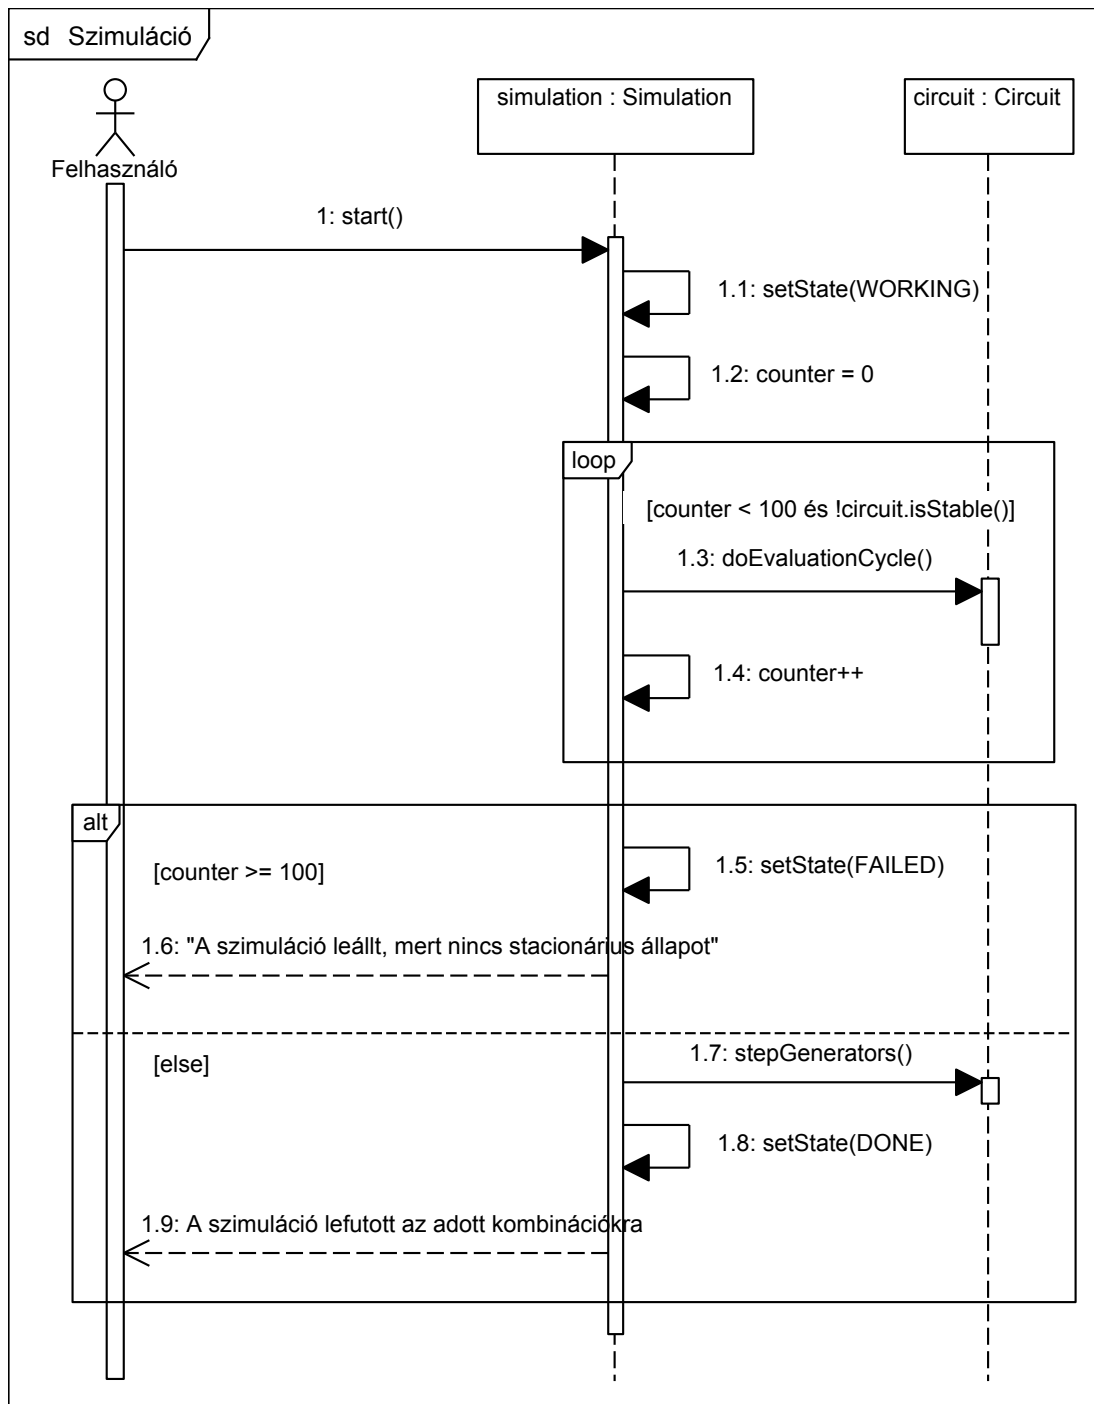 sd Szimuláció
Felhasználó
simulation : Simulation
circuit : Circuit
1: start()
1.1: setState(WORKING)
1.2: counter = 0
loop
[counter < 100 és !circuit.isStable()]
1.3: doEvaluationCycle()
1.4: counter++
alt
[counter >= 100]
1.5: setState(FAILED)
1.6: "A szimuláció leállt, mert nincs stacionárius állapot"
[else]
1.7: stepGenerators()
1.8: setState(DONE)
1.9: A szimuláció lefutott az adott kombinációkra